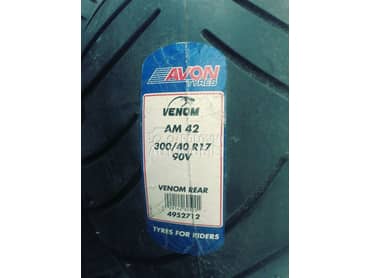 AVON
TYRES
VENOM
AM 42
300/40 R17
90V
VENOM REAR
4952712
TYRES FOR RIDERS